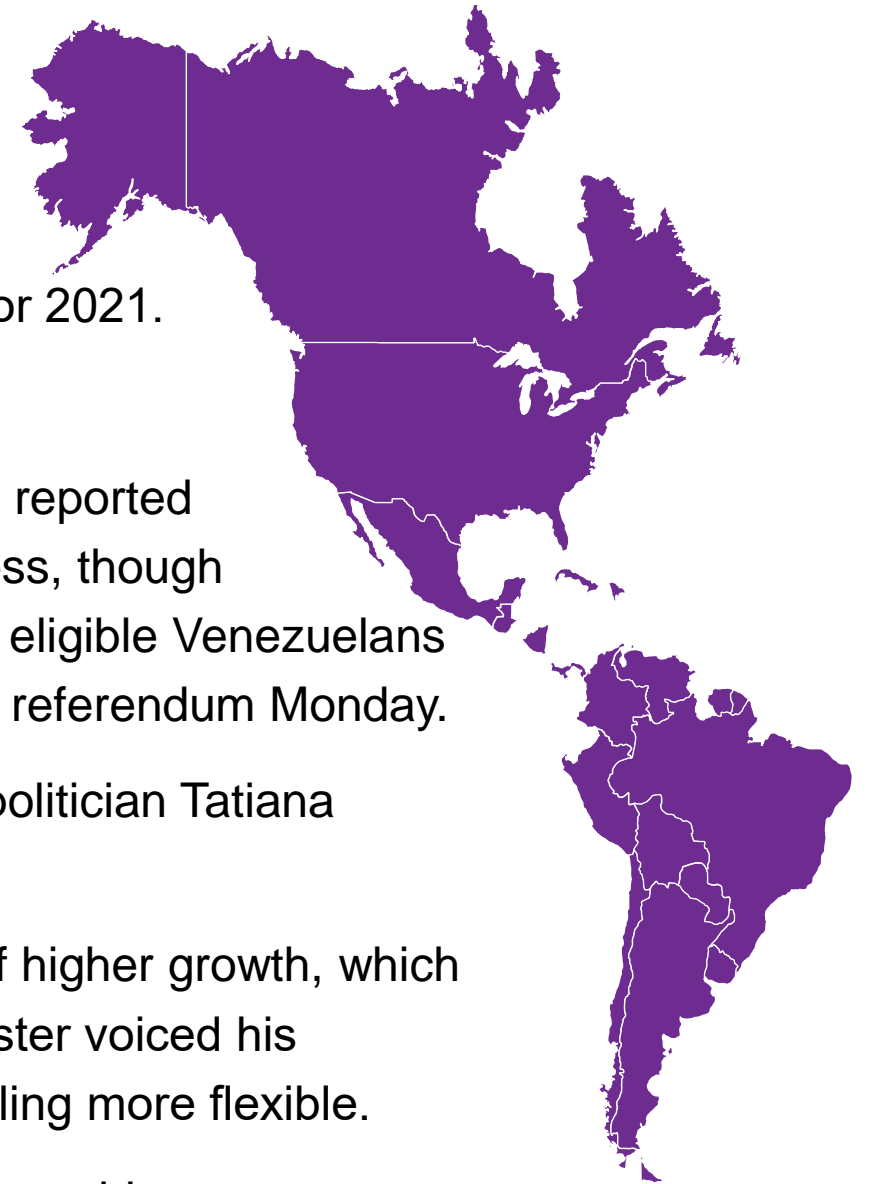 or 2021.
reported
ss, though
eligible Venezuelans
referendum Monday.
politician Tatiana
f higher growth, which
ster voiced his
ling more flexible.